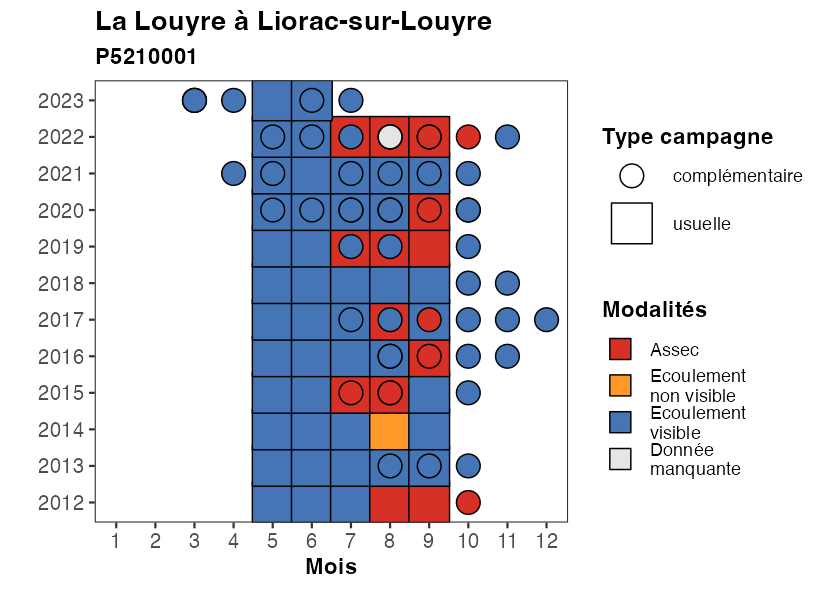 La Louyre à Liorac-sur-Louyre
P5210001
2023
2022
2021
2020
2019
2018
2017
2016
2015
2014
2013
2012
1 2 3 4 5 6 7 8 9 10 11 12
Mois
Type campagne
complémentaire
usuelle
Modalités
Assec
Ecoulement
non visible
Ecoulement
visible
Donnée
manquante